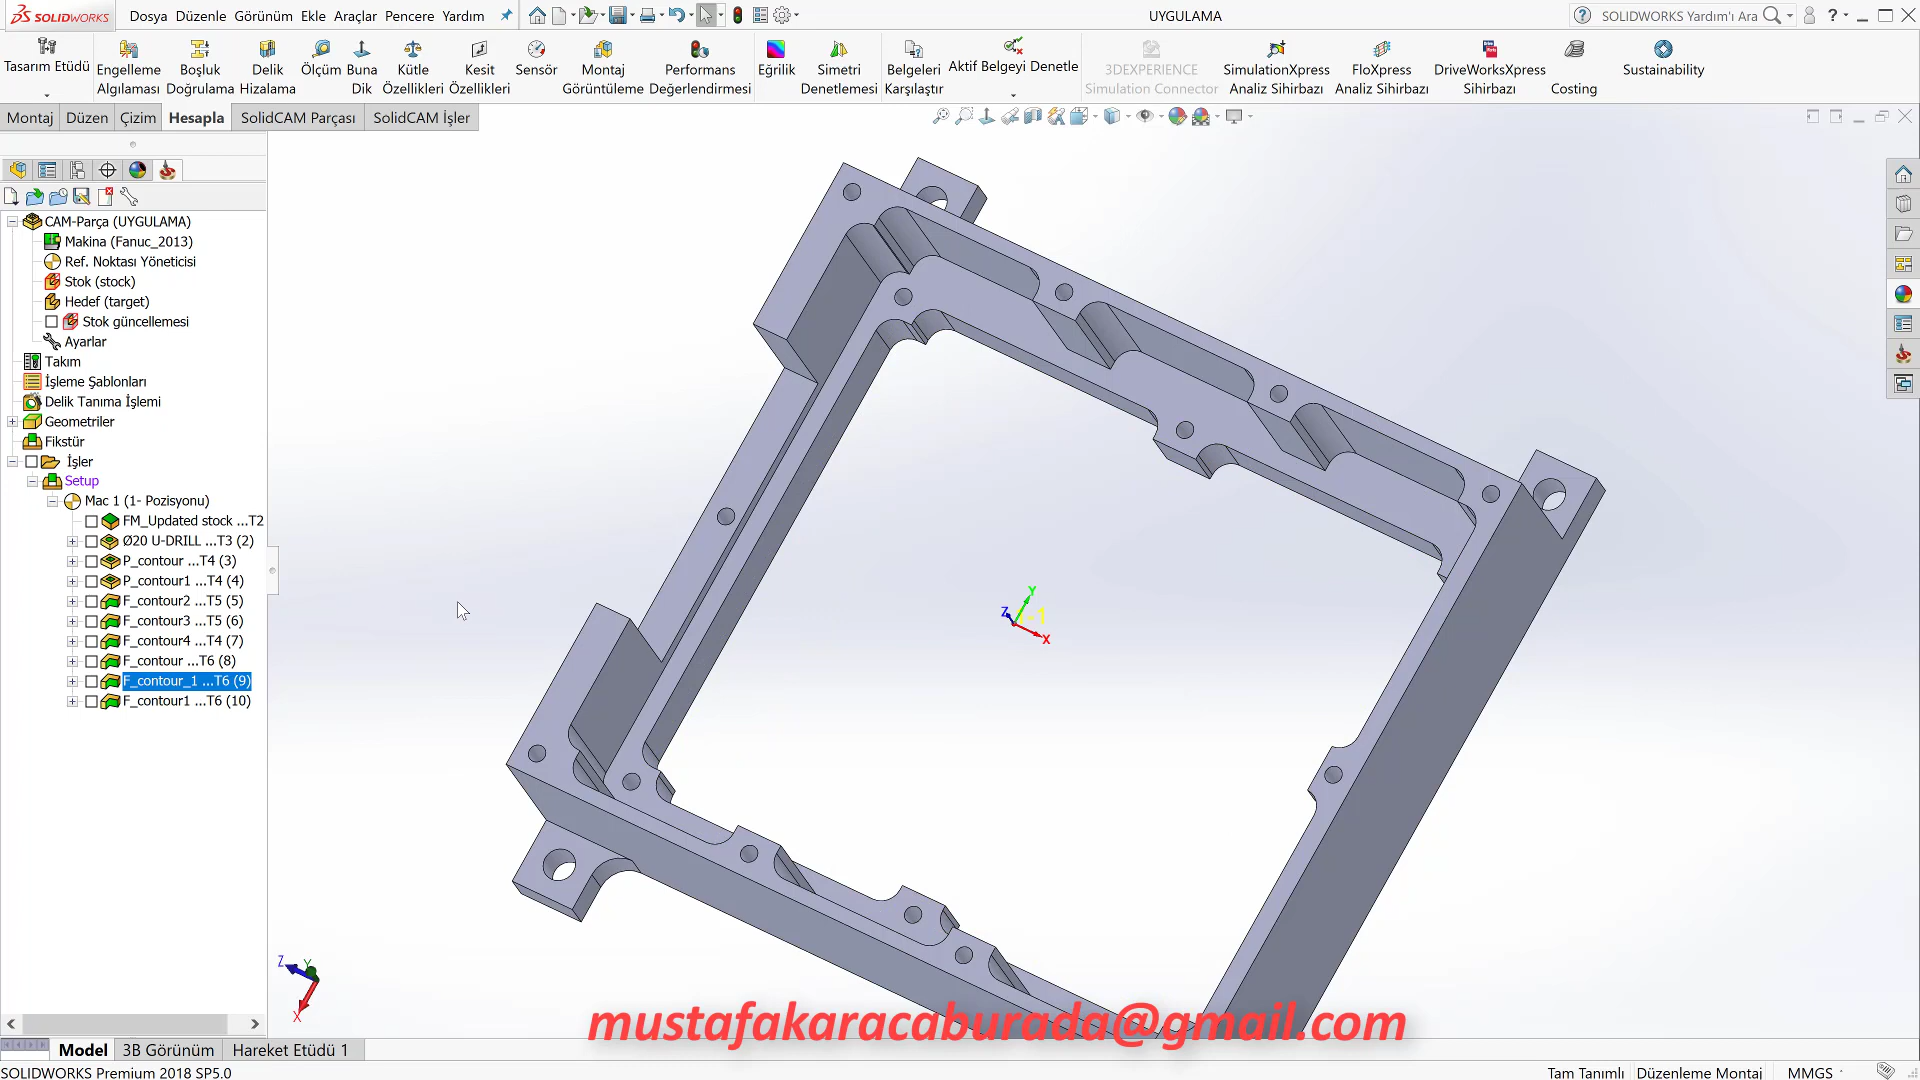 SOLIDWORKS Dosya Düzenle Görünüm Ekle Araçlar Pencere Yardım UYGULAMA SOLIDWORKS Yardım'ı Ara
Tasarım Etüdü
Engelleme Algılaması
Boşluk Doğrulama
Delik Hizalama
Ölçüm
Buna Dik
Kütle Özellikleri
Kesit Özellikleri
Sensör
Montaj Görüntüleme
Performans Değerlendirmesi
Eğrilik
Simetri Denetlemesi
Belgeleri Karşılaştır
Aktif Belgeyi Denetle
3DEXPERIENCE Simulation Connector
SimulationXpress Analiz Sihirbazı
FloXpress Analiz Sihirbazı
DriveWorksXpress Sihirbazı
Costing
Sustainability
Montaj Düzen Çizim Hesapla SolidCAM Parçası SolidCAM İşler
CAM-Parça (UYGULAMA)
Makina (Fanuc_2013)
Ref. Noktası Yöneticisi
Stok (stock)
Hedef (target)
Stok güncellemesi
Ayarlar
Takım
İşleme Şablonları
Delik Tanıma İşlemi
Geometriler
Fikstür
İşler
Setup
Mac 1 (1- Pozisyonu)
FM_Updated stock ...T2
Ø20 U-DRILL ...T3 (2)
P_contour ...T4 (3)
P_contour1 ...T4 (4)
F_contour2 ...T5 (5)
F_contour3 ...T5 (6)
F_contour4 ...T4 (7)
F_contour ...T6 (8)
F_contour_1 ...T6 (9)
F_contour1 ...T6 (10)
Y
Z
X
Z Y
X
mustafakaracaburada@gmail.com
Model 3B Görünüm Hareket Etüdü 1
SOLIDWORKS Premium 2018 SP5.0 Tam Tanımlı Düzenleme Montaj MMGS